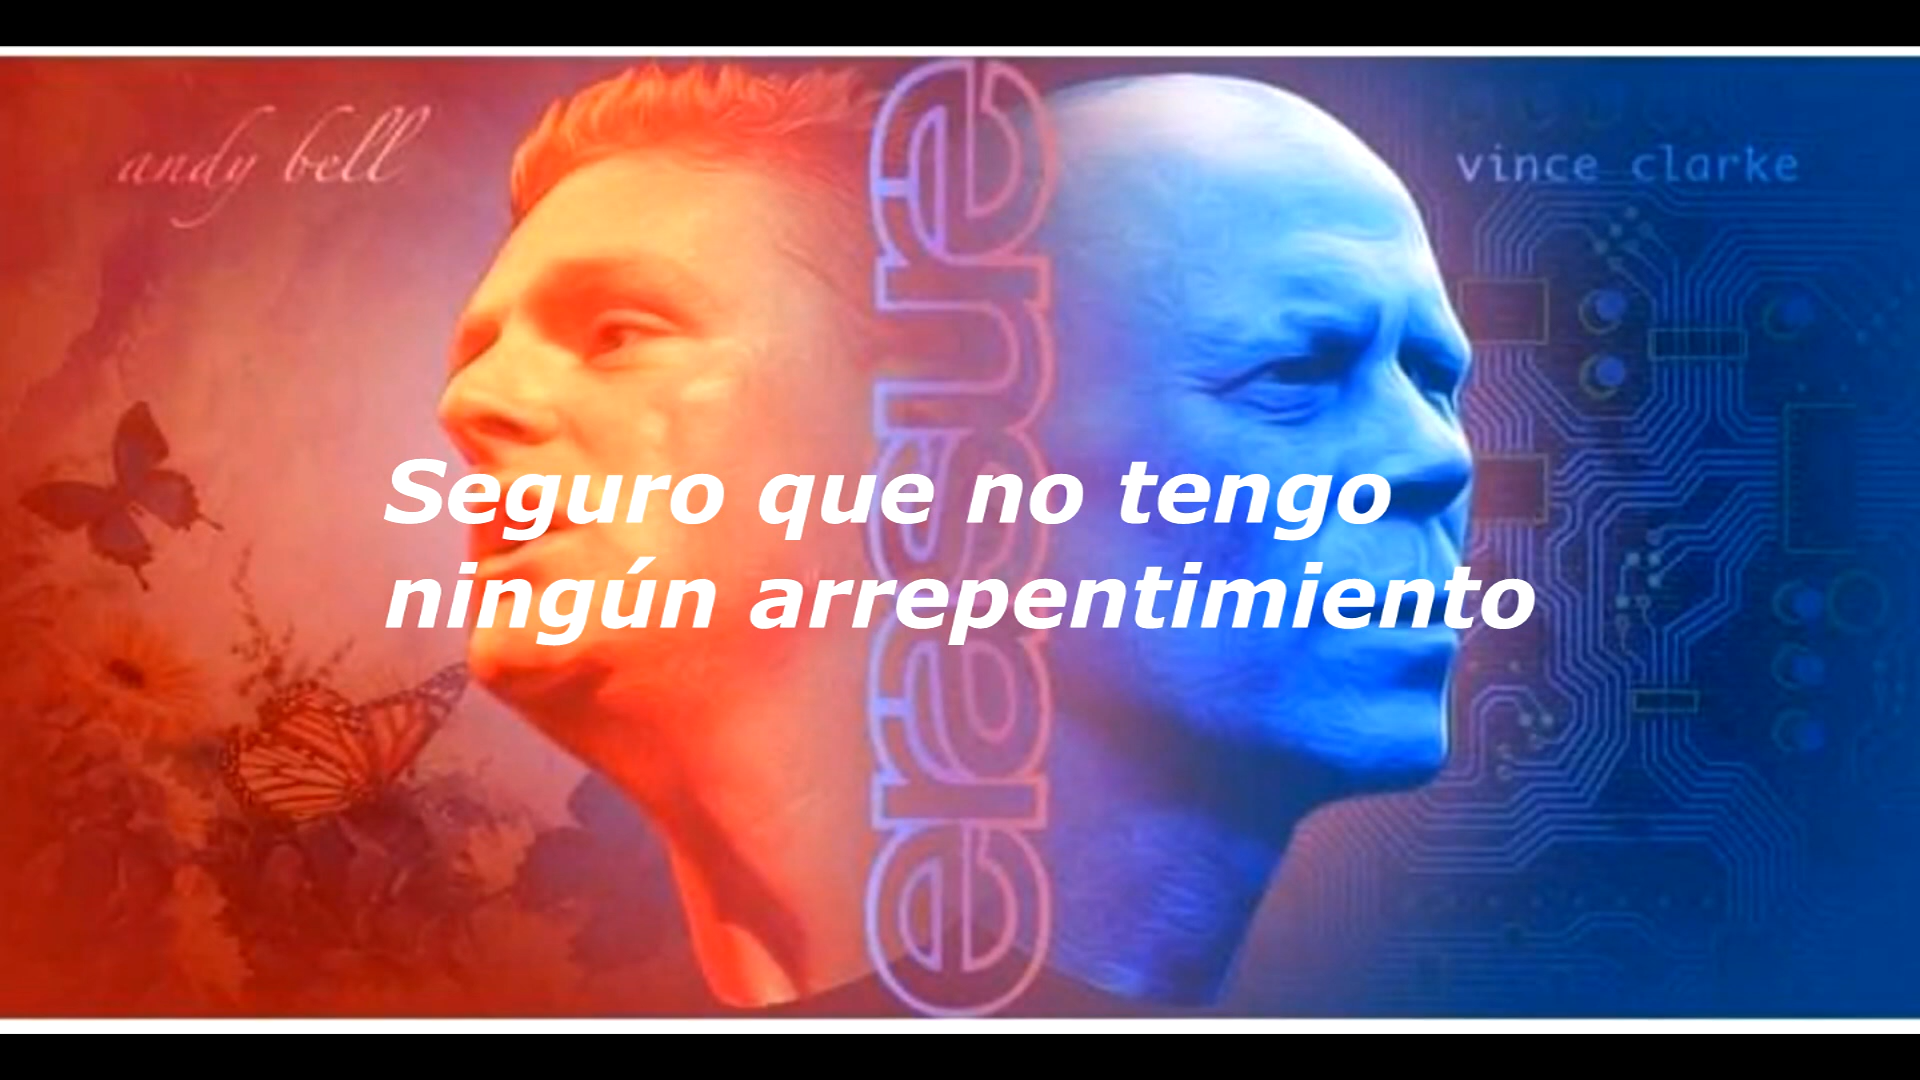 andy bell
vince clarke
erasure
Seguro que no tengo
ningún arrepentimiento